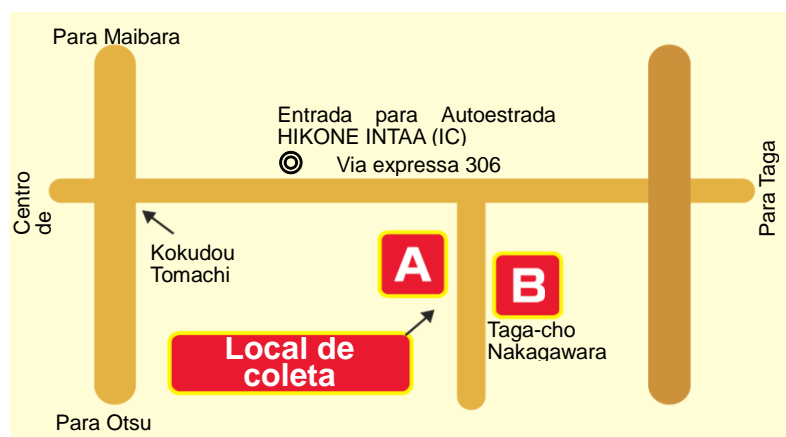 Para Maibara
Entrada para Autoestrada
HIKONE INTAA (IC)
Via expressa 306
Centro
de
Para Taga
Kokudou
Tomachi
A
B
Taga-cho
Nakagawara
Local de
coleta
Para Otsu